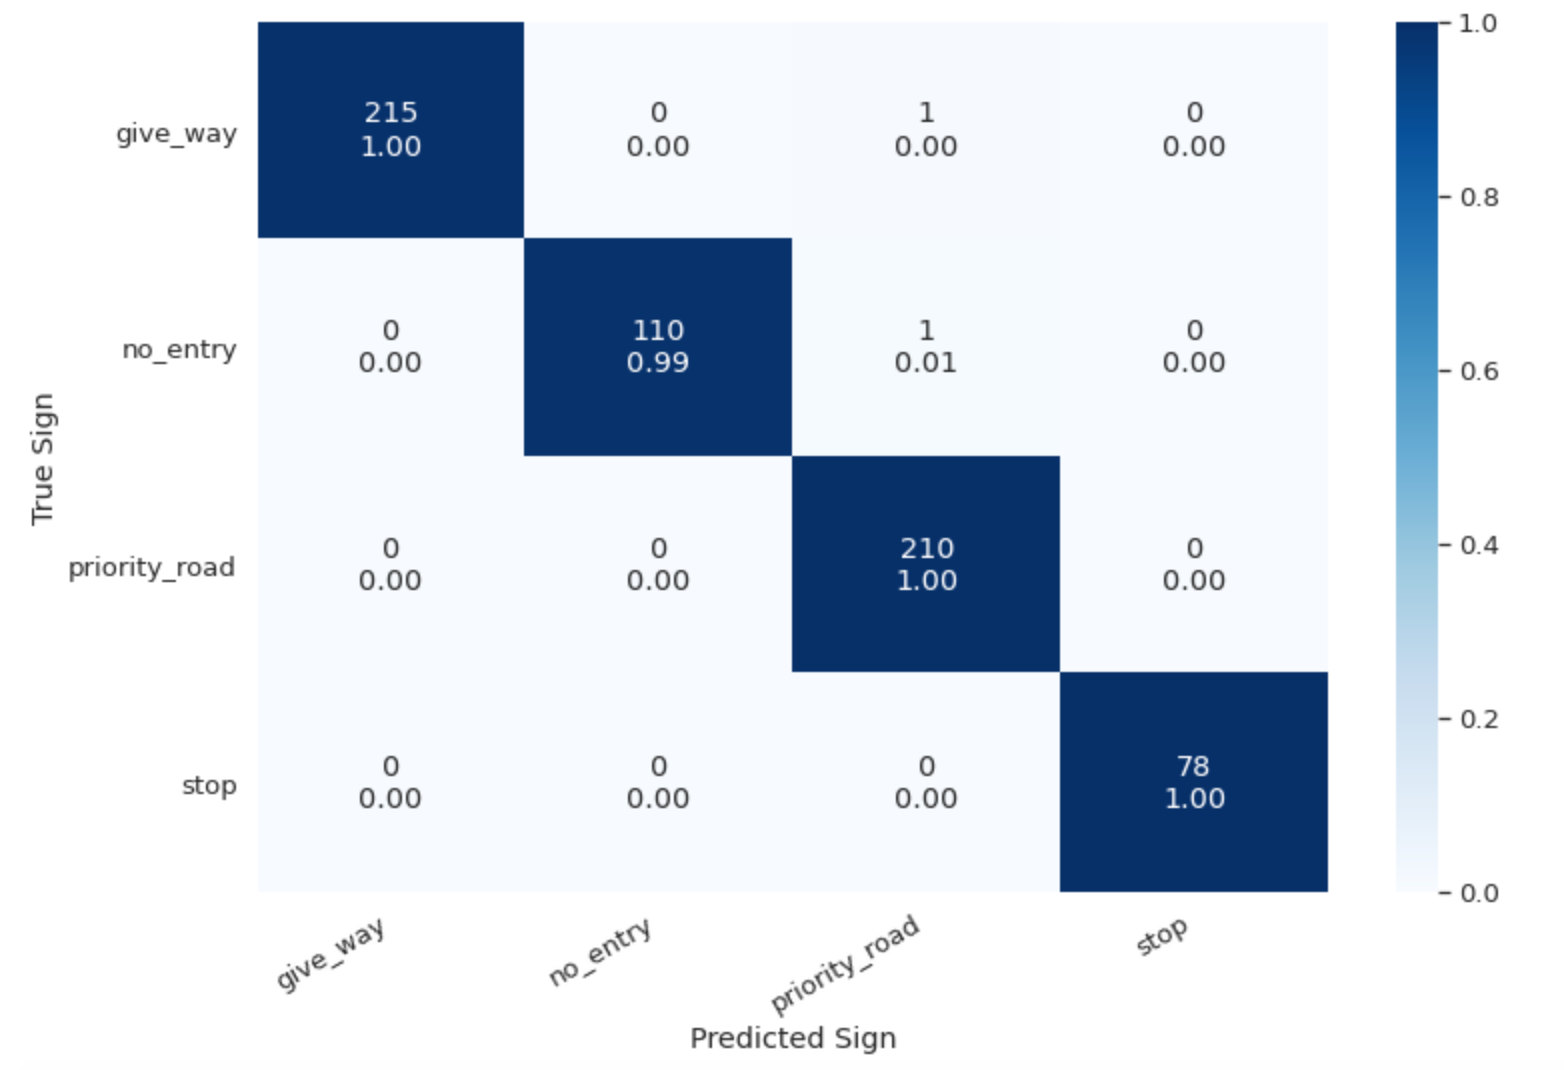 1.0
215 0 1 0
1.00 0.00 0.00 0.00
give_way
0.8
0 110 1 0
0.00 0.99 0.01 0.00
no_entry
0.6
True Sign
0 0 210 0
0.00 0.00 1.00 0.00
priority_road
0.4
0.2
0 0 0 78
0.00 0.00 0.00 1.00
stop
0.0
give_way no_entry priority_road stop
Predicted Sign